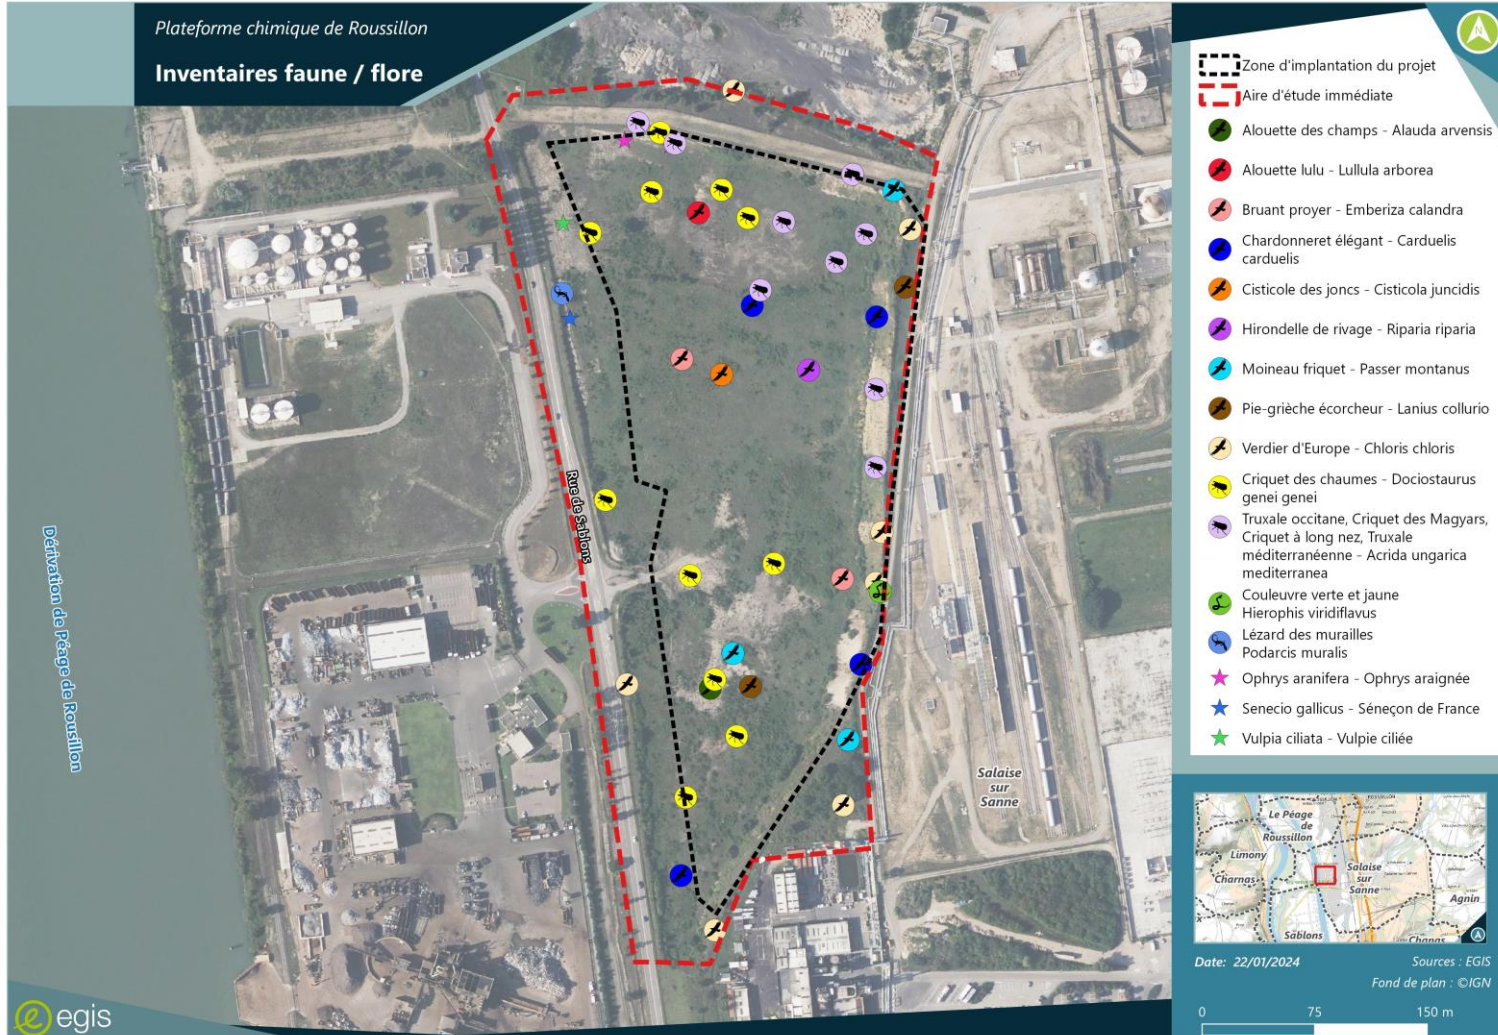 Plateforme chimique de Roussillon
Inventaires faune / flore
N
Zone d'implantation du projet
Aire d'étude immédiate
Alouette des champs - Alauda arvensis
Alouette lulu - Lullula arborea
Bruant proyer - Emberiza calandra
Chardonneret élégant - Carduelis
carduelis
Cisticole des joncs - Cisticola juncidis
Hirondelle de rivage - Riparia riparia
Moineau friquet - Passer montanus
Pie-grièche écorcheur - Lanius collurio
Verdier d'Europe - Chloris chloris
Criquet des chaumes - Dociostaurus
genei genei
Truxale occitane, Criquet des Magyars,
Criquet à long nez, Truxale
méditerranéenne - Acrida ungarica
mediterranea
Couleuvre verte et jaune
Hierophis viridiflavus
Lézard des murailles
Podarcis muralis
Ophrys aranifera - Ophrys araignée
Senecio gallicus - Séneçon de France
Vulpia ciliata - Vulpie ciliée
Rue de Sablons
Dérivation de Péage de Rousillon
Salaise
sur
Sanne
Le Péage
de
Roussillon
Limony
Charnas
Salaise
sur
Sanne
Agnin
Sablons
Chanas
Date: 22/01/2024
Sources : EGIS
Fond de plan : ©IGN
0 75 150 m
egis